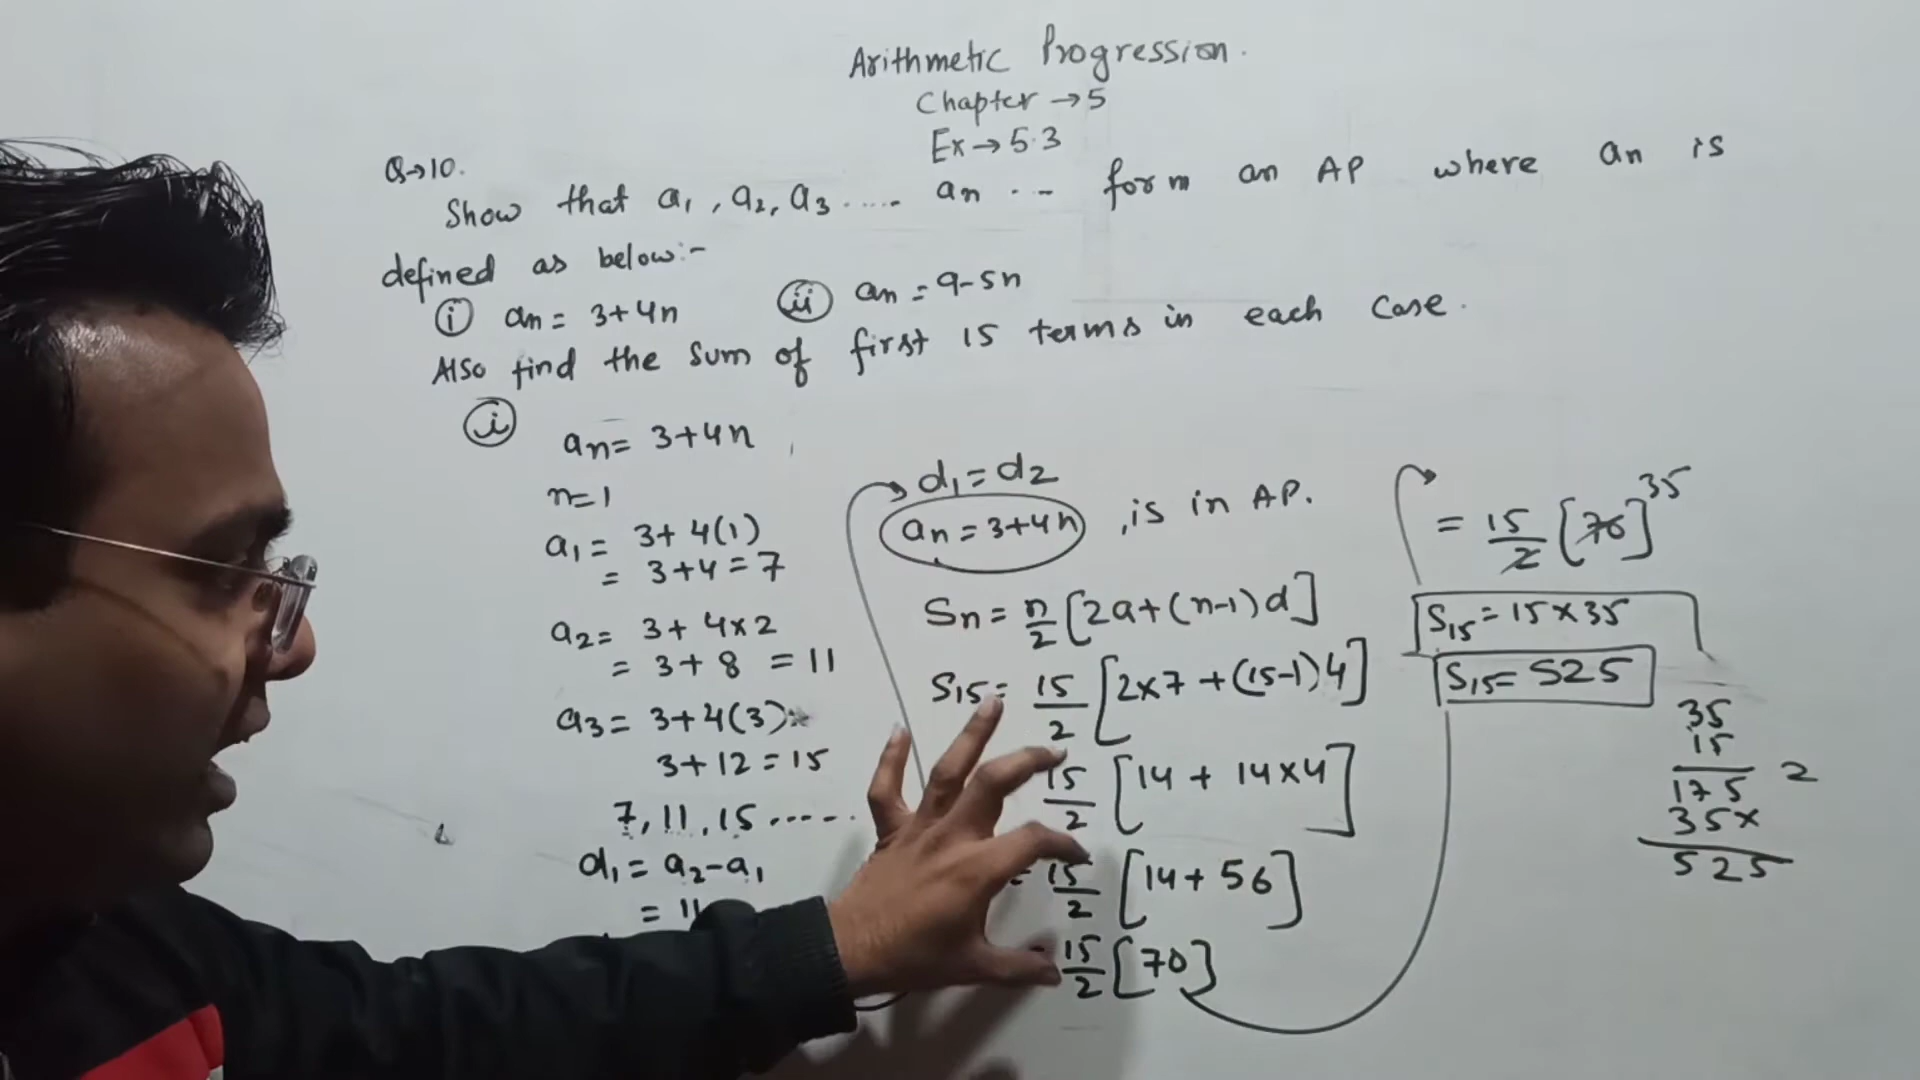 Arithmetic Progression.
Chapter → 5
Ex → 5.3
Q→10.
Show that a₁, a₂, a₃ ..... an ... form an AP where an is
defined as below:-
(i) an = 3+4n (ii) an = 9-5n
Also find the sum of first 15 terms in each case.
(i)
an = 3+4n
n=1
a₁ = 3+4(1)
= 3+4=7
a₂ = 3+4×2
= 3+8 = 11
a₃ = 3+4(3)
3+12 = 15
7, 11, 15 .....
d₁ = a₂-a₁
= 11
d₁ = d₂
an = 3+4n, is in AP.
Sn = n/2 [2a+(n-1)d]
S₁₅ = 15/2 [2×7+(15-1)4]
15/2 [14 + 14×4]
= 15/2 [14+56]
15/2 [70]
= 15/2 [70] 35
S₁₅ = 15×35
S₁₅ = 525
35
15
175 2
35×
525